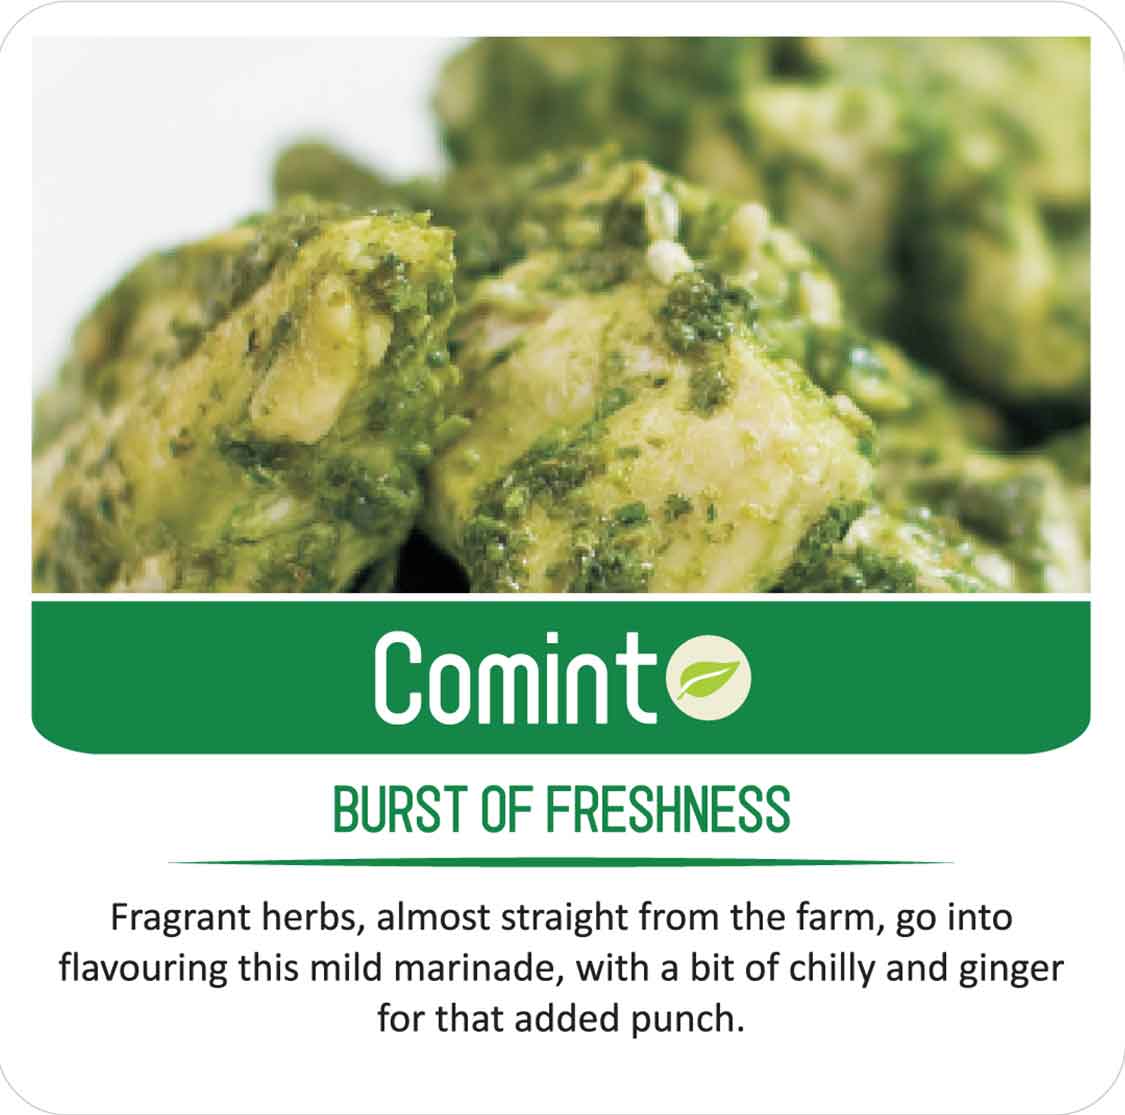 Comint
BURST OF FRESHNESS
Fragrant herbs, almost straight from the farm, go into
flavouring this mild marinade, with a bit of chilly and ginger
for that added punch.